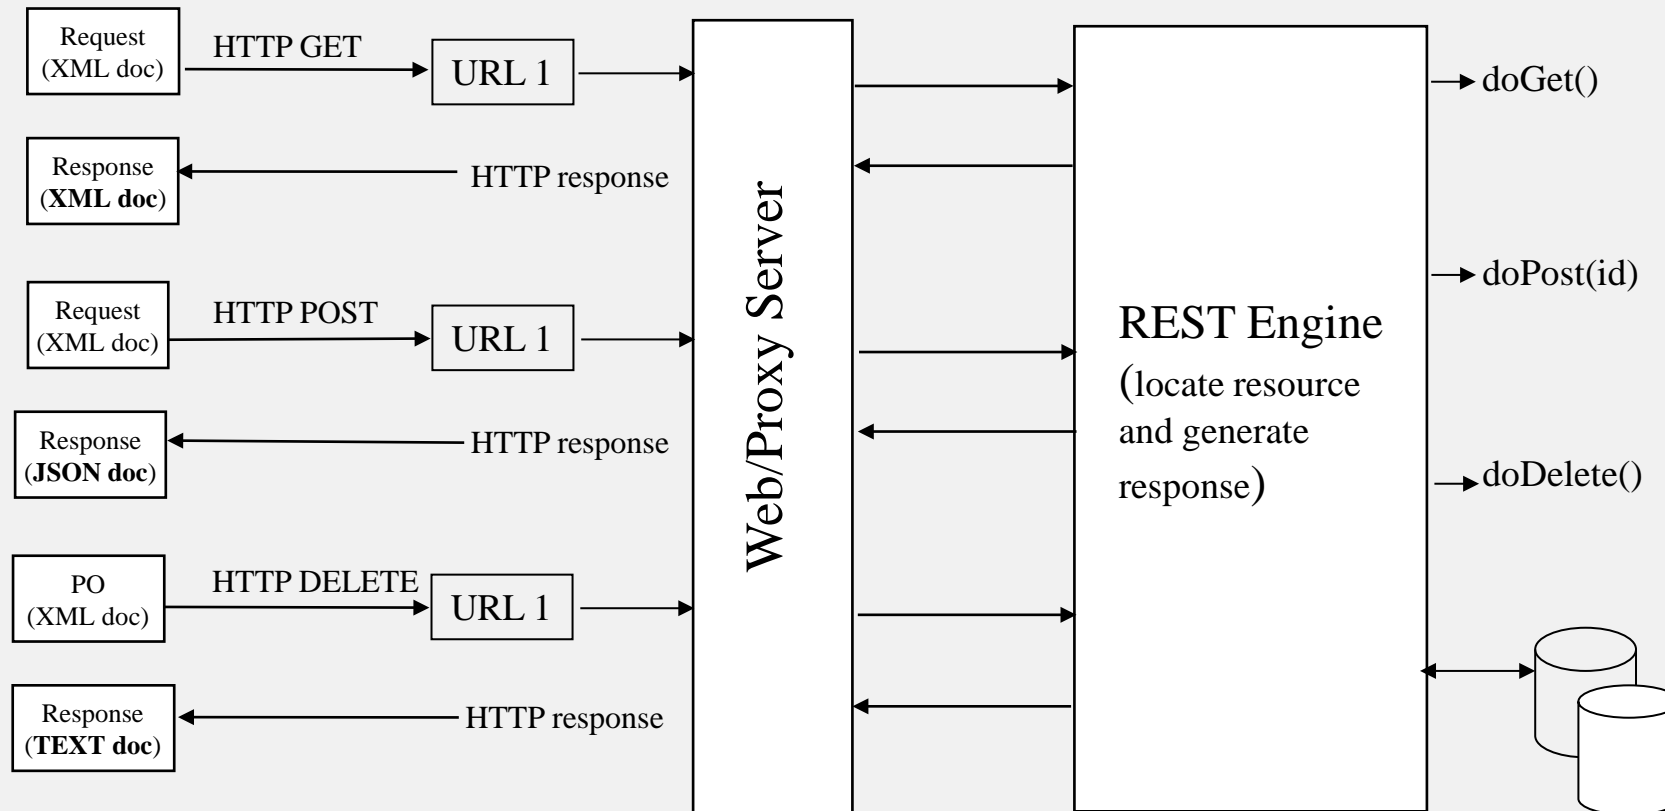 Request
(XML doc)
HTTP GET
URL 1
Response
(XML doc)
HTTP response
Request
(XML doc)
HTTP POST
URL 1
Response
(JSON doc)
HTTP response
PO
(XML doc)
HTTP DELETE
URL 1
Response
(TEXT doc)
HTTP response
Web/Proxy Server
REST Engine
(locate resource
and generate
response)
doGet()
doPost(id)
doDelete()